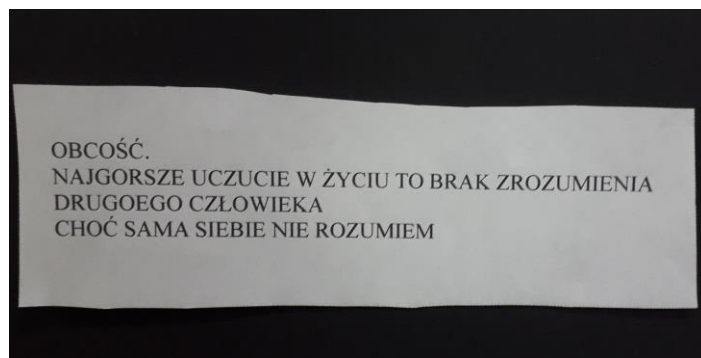 OBCOŚĆ.
NAJGORSZE UCZUCIE W ŻYCIU TO BRAK ZROZUMIENIA
DRUGOEGO CZŁOWIEKA
CHOĆ SAMA SIEBIE NIE ROZUMIEM